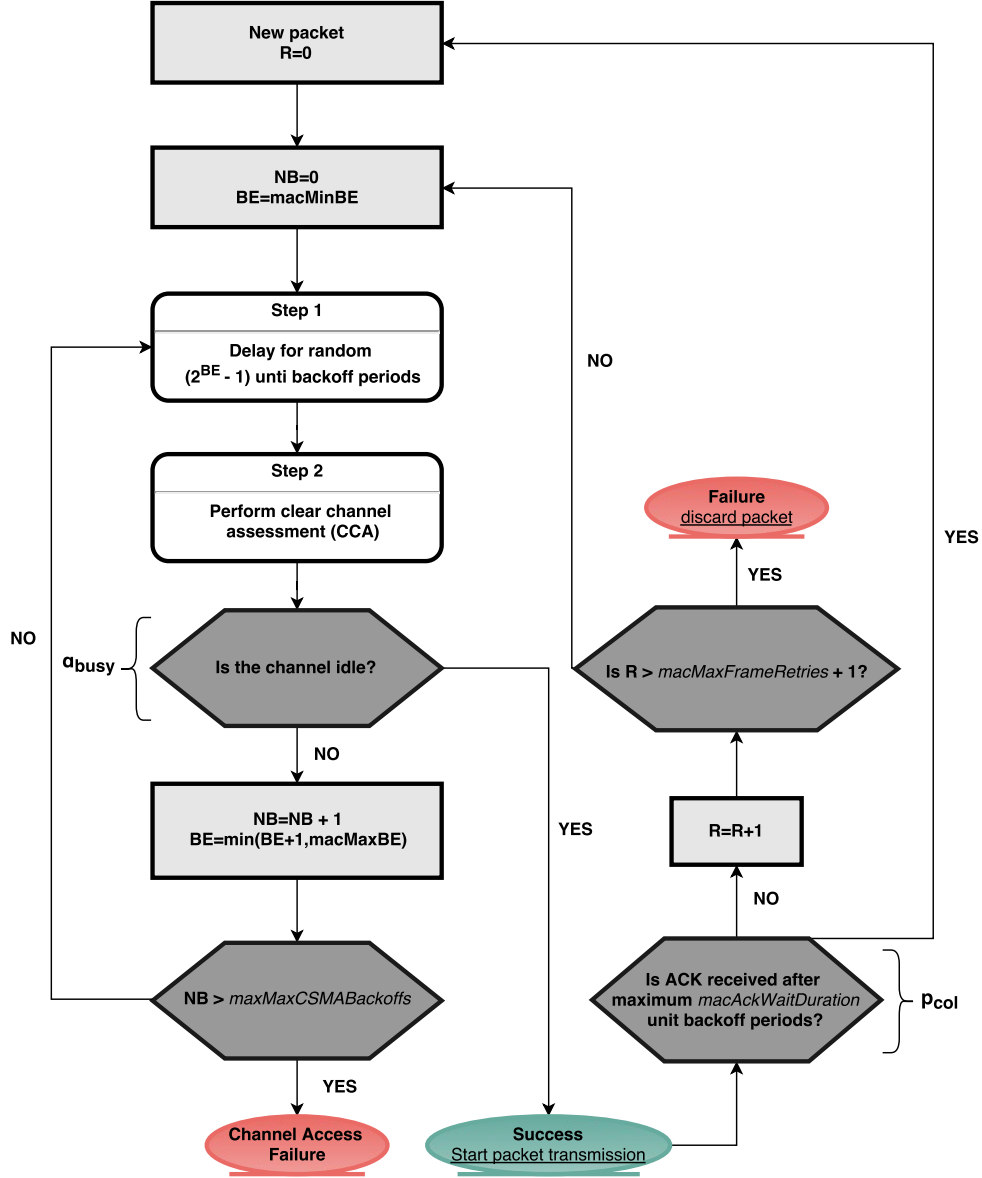 New packet
R=0
NB=0
BE=macMinBE
Step 1
Delay for random
(2^BE - 1) unti backoff periods
NO
Step 2
Perform clear channel
assessment (CCA)
Failure
discard packet
YES
YES
NO
abusy
Is the channel idle?
Is R > macMaxFrameRetries + 1?
NO
NB=NB + 1
BE=min(BE+1,macMaxBE)
YES
R=R+1
NO
NB > maxMaxCSMABackoffs
Is ACK received after
maximum macAckWaitDuration
unit backoff periods?
pcol
YES
Channel Access
Failure
Success
Start packet transmission